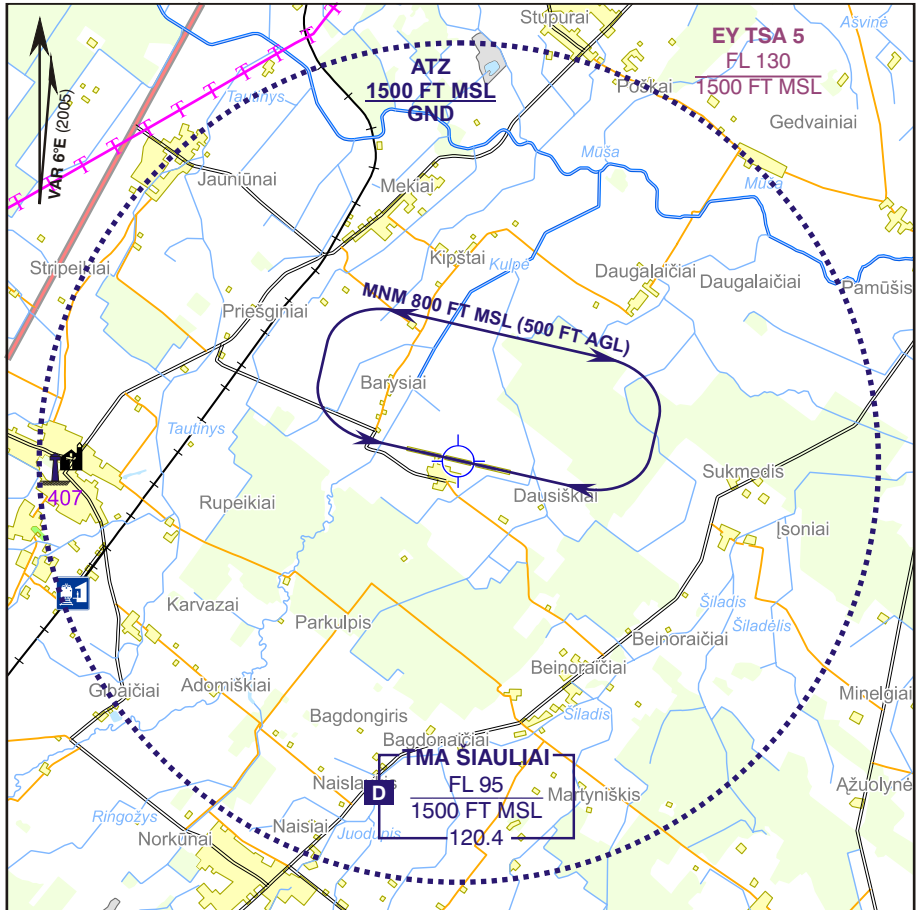 Stupurai
Ašvinė
EY TSA 5
FL 130
1500 FT MSL
ATZ
1500 FT MSL
GND
Poškai
Tautinys
VAR 6°E (2005)
Gedvainiai
Mūša
Jauniūnai
Mekiai
Mūša
Kipštai
Kulpė
Stripeikiai
Daugalaičiai
Daugalaičiai
Pamūšis
MNM 800 FT MSL (500 FT AGL)
Priešginiai
Barysiai
Tautinys
Sukmedis
407
Rupeikiai
Dausiškiai
Įsoniai
Karvazai
Parkulpis
Šiladis
Šiladėlis
Beinoraičiai
Beinoraičiai
Gibaičiai
Adomiškiai
Minelgiai
Bagdongiris
Šiladis
Bagdonaičiai
TMA ŠIAULIAI
D
FL 95
1500 FT MSL
120.4
Martyniškis
Ažuolynė
Ringožys
Naisiai
Juodupis
Norkūnai